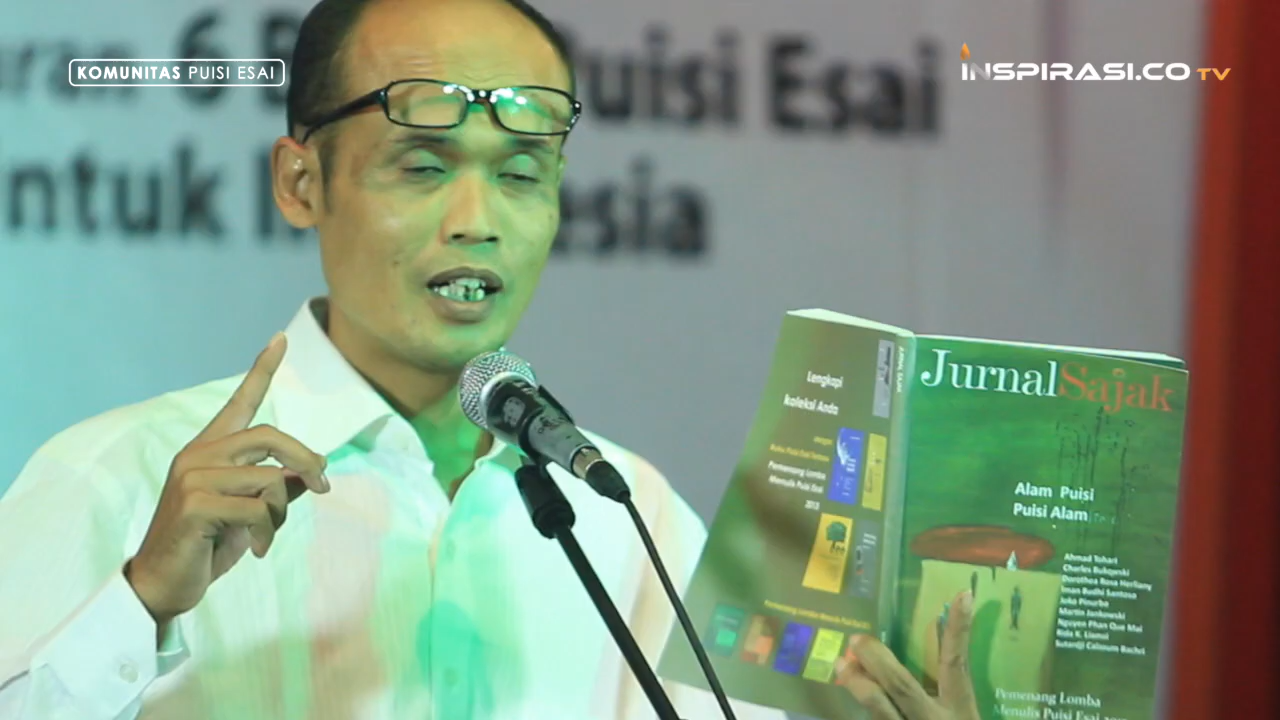 KOMUNITAS PUISI ESAI
INSPIRASI.CO TV
6 Puisi Esai
ntuk esia
Lengkapi
koleksi Anda
Pemenang Lomba
Menulis Puisi Esai
2013
JurnalSajak
Alam Puisi
Puisi Alam
Ahmad Tohari
Charles Bukowski
Dorothea Rosa Herliany
Iman Budhi Santosa
Joko Pinurbo
Martin Jankowski
Nguyen Phan Que Mai
Rida K. Liamsi
Sutardji Calzoum Bachri
Pemenang Lomba
Menulis Puisi Esai